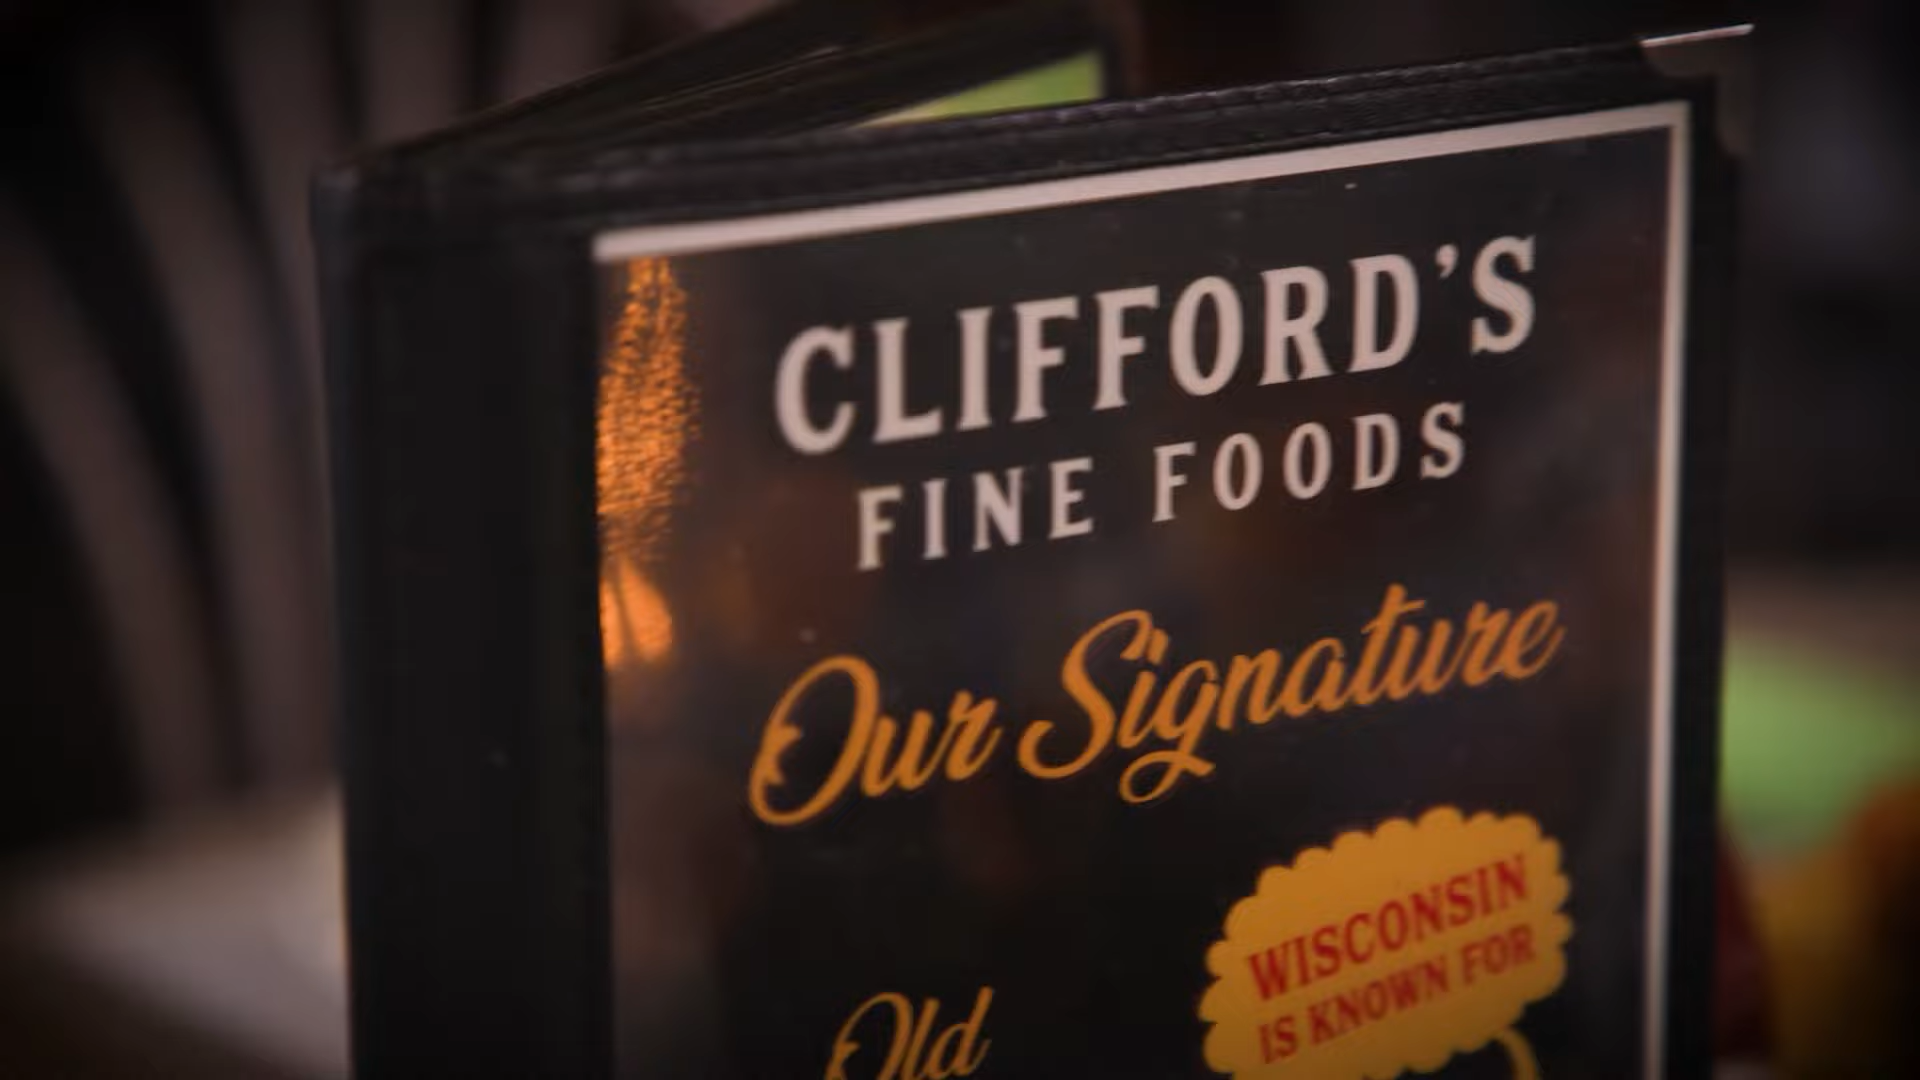 CLIFFORD'S
FINE FOODS
Our Signature
WISCONSIN
IS KNOWN FOR
Old